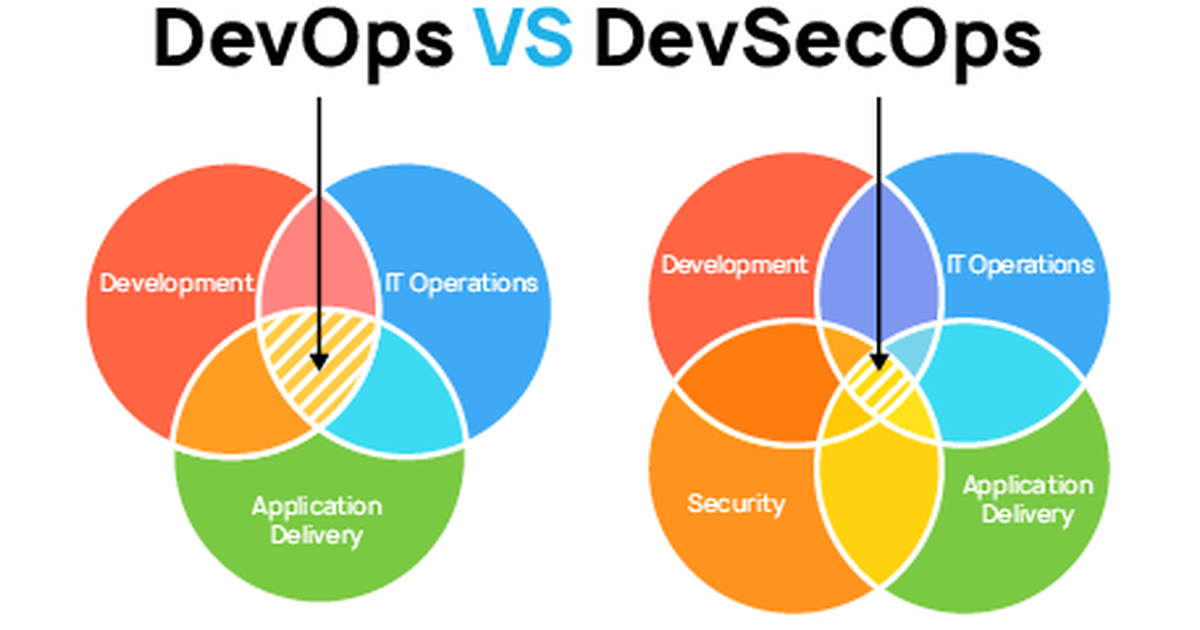 DevOps VS DevSecOps
Development
IT Operations
Application
Delivery
Development
IT Operations
Security
Application
Delivery